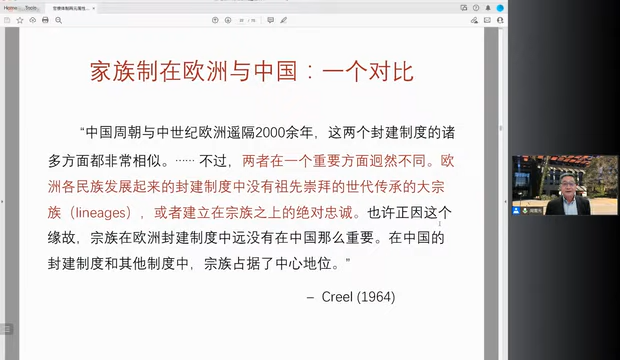 Home
Tools
家族制在欧洲与中国：一个对比
“中国周朝与中世纪欧洲遥隔2000余年，这两个封建制度的诸
多方面都非常相似。…… 不过，两者在一个重要方面迥然不同。欧
洲各民族发展起来的封建制度中没有祖先崇拜的世代传承的大宗
族（lineages），或者建立在宗族之上的绝对忠诚。也许正因这个
缘故，宗族在欧洲封建制度中远没有在中国那么重要。在中国的
封建制度和其他制度中，宗族占据了中心地位。”
– Creel (1964)